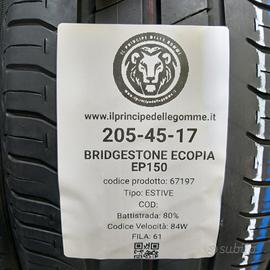 IL PRINCIPE DELLE GOMME
www.ilprincipedellegomme.it
205-45-17
BRIDGESTONE ECOPIA
EP150
codice prodotto: 67197
Tipo: ESTIVE
COD:
Battistrada: 80%
Codice Velocità: 84W
FILA: 61
subito